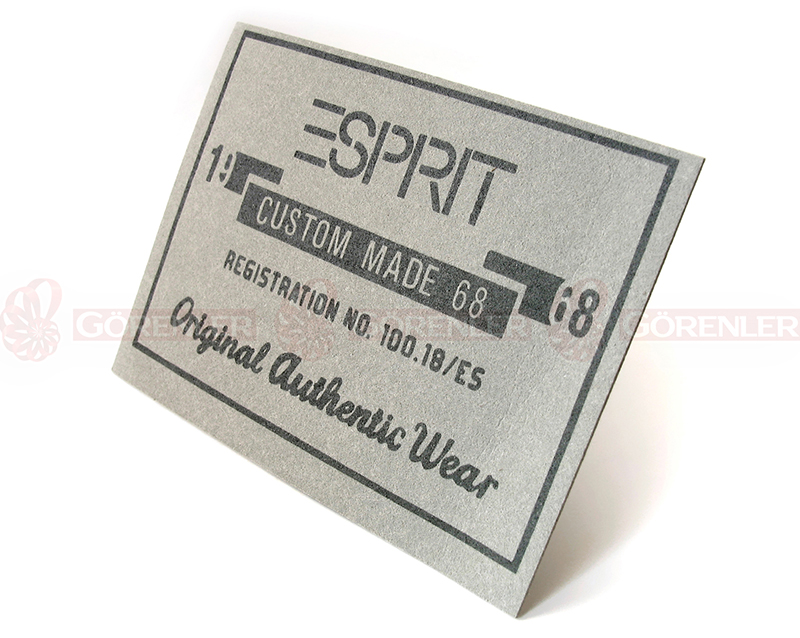 ESPRIT
19
CUSTOM MADE 68
68
REGISTRATION NO. 100.18/ES
Original Authentic Wear
GÖRENLER GÖRENLER GÖRENLER